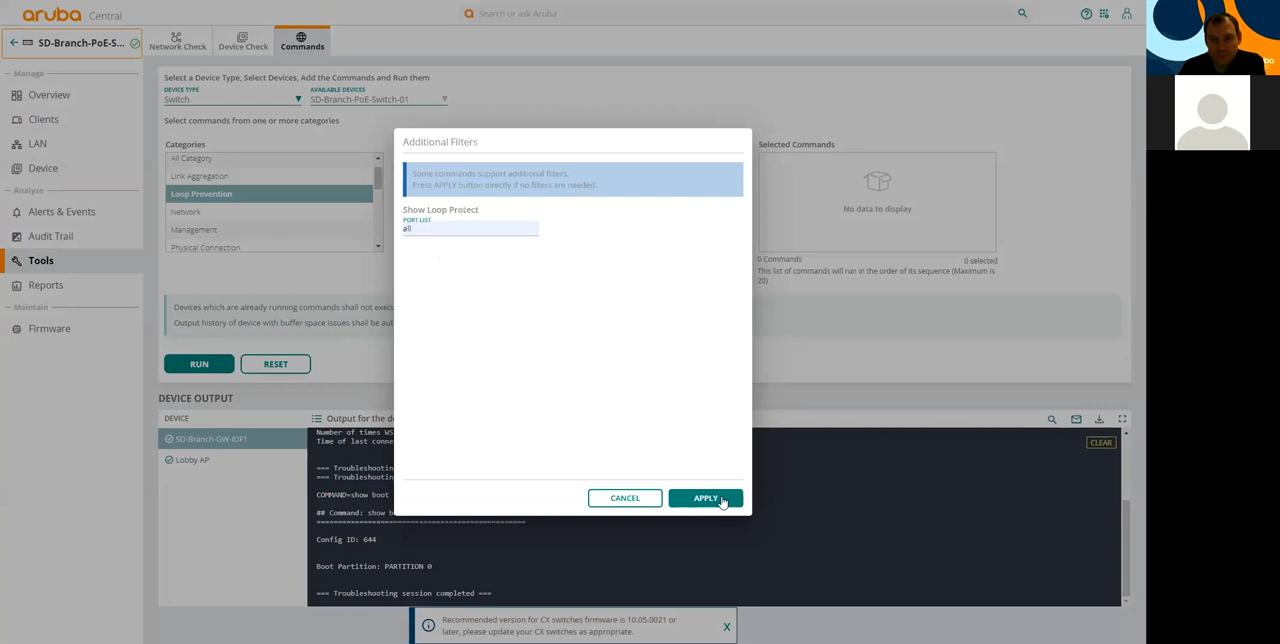 aruba Central
Search or ask Aruba
SD-Branch-PoE-S...
Network Check
Device Check
Commands
Manage
Overview
Clients
LAN
Device
Analyze
Alerts & Events
Audit Trail
Tools
Reports
Maintain
Firmware
Select a Device Type, Select Devices, Add the Commands and Run them
DEVICE TYPE
Switch
AVAILABLE DEVICES
SD-Branch-PoE-Switch-01
Select commands from one or more categories
Categories
All Category
Link Aggregation
Loop Prevention
Network
Management
Physical Connection
Selected Commands
No data to display
0 Commands
0 selected
This list of commands will run in the order of its sequence (Maximum is
20)
Devices which are already running commands shall not execu
Output history of device with buffer space issues shall be aut
RUN
RESET
Additional Filters
Some commands support additional filters.
Press APPLY button directly if no filters are needed.
Show Loop Protect
PORT LIST
all
CANCEL
APPLY
DEVICE OUTPUT
DEVICE
SD-Branch-GW-IDF1
Lobby AP
Output for the d
CLEAR
Number of times WS
Time of last conne
=== Troubleshooting
=== Troubleshooting
COMMAND=show boot
## Command: show b
=================================================
Config ID: 644
Boot Partition: PARTITION 0
=== Troubleshooting session completed ===
Recommended version for CX switches firmware is 10.05.0021 or
later, please update your CX switches as appropriate.
X